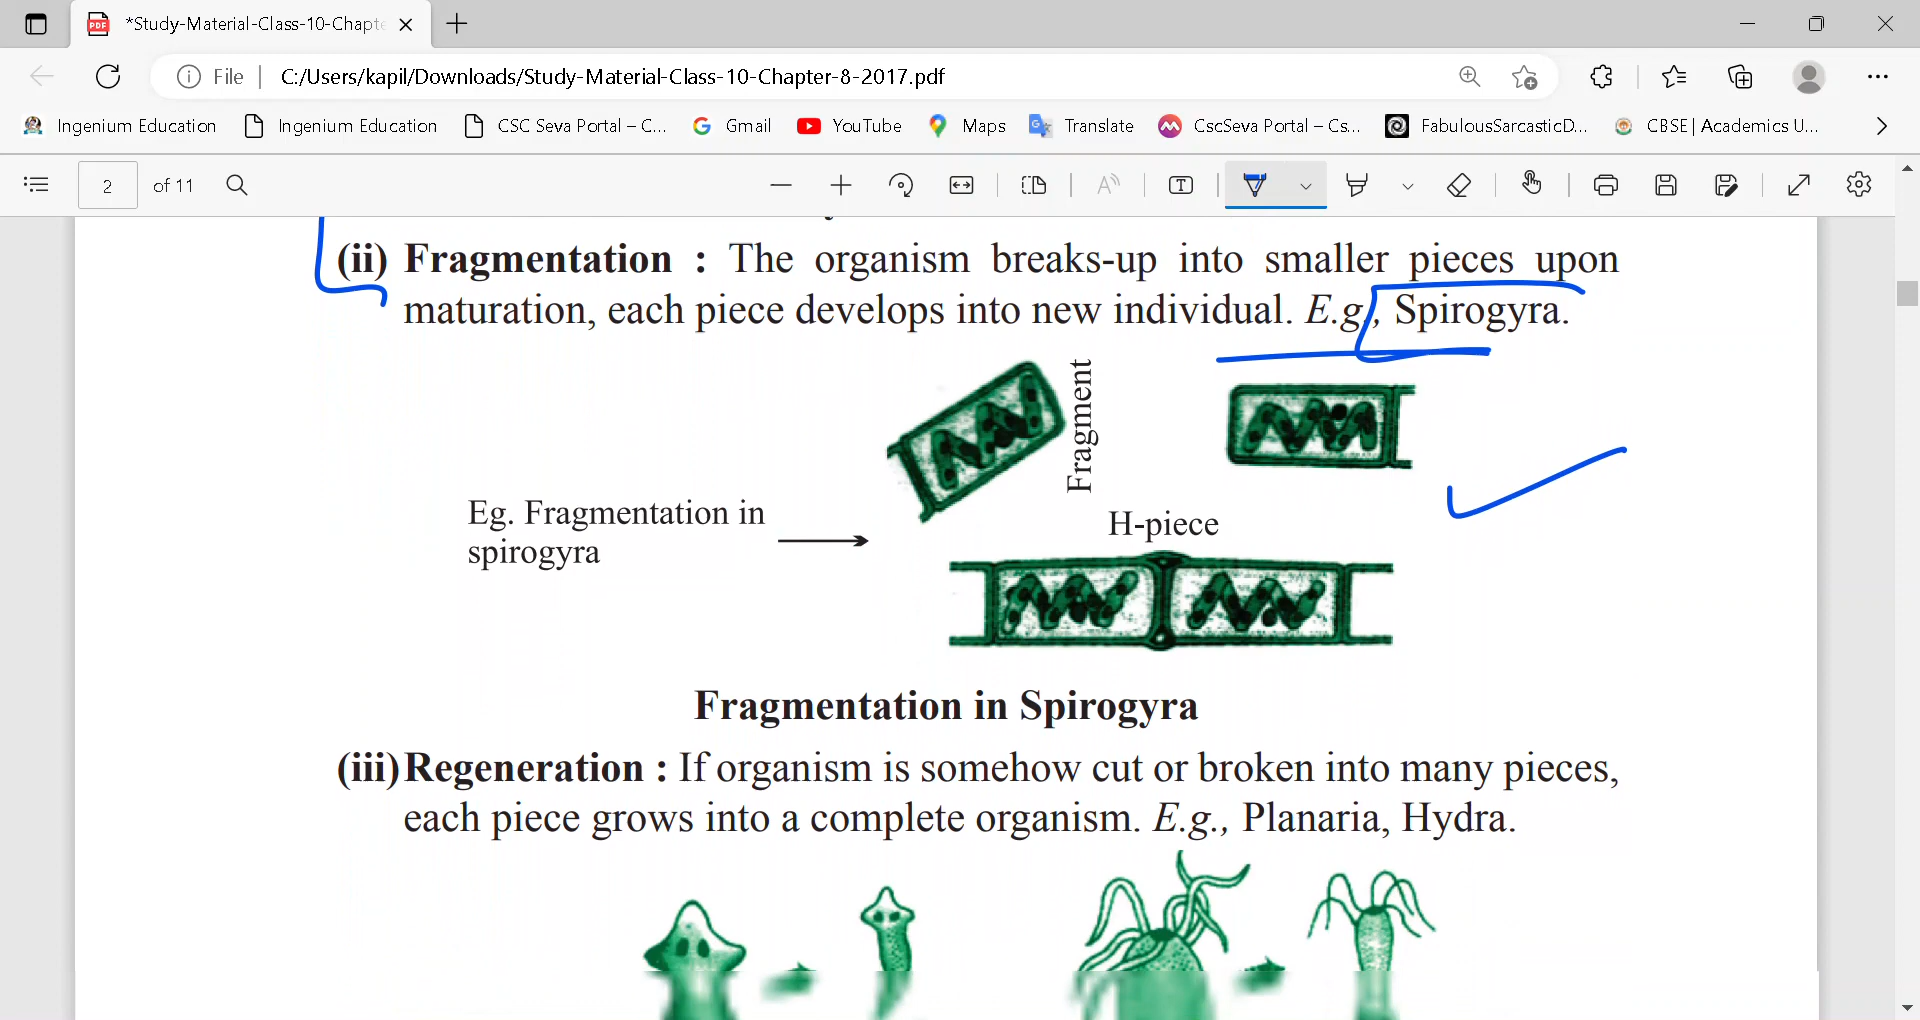 *Study-Material-Class-10-Chapte
File
C:/Users/kapil/Downloads/Study-Material-Class-10-Chapter-8-2017.pdf
Ingenium Education
Ingenium Education
CSC Seva Portal – C...
Gmail
YouTube
Maps
Translate
CscSeva Portal – Cs...
FabulousSarcasticD...
CBSE | Academics U...
2 of 11
(ii) Fragmentation : The organism breaks-up into smaller pieces upon
maturation, each piece develops into new individual. E.g., Spirogyra.
Fragment
Eg. Fragmentation in
spirogyra
H-piece
Fragmentation in Spirogyra
(iii) Regeneration : If organism is somehow cut or broken into many pieces,
each piece grows into a complete organism. E.g., Planaria, Hydra.